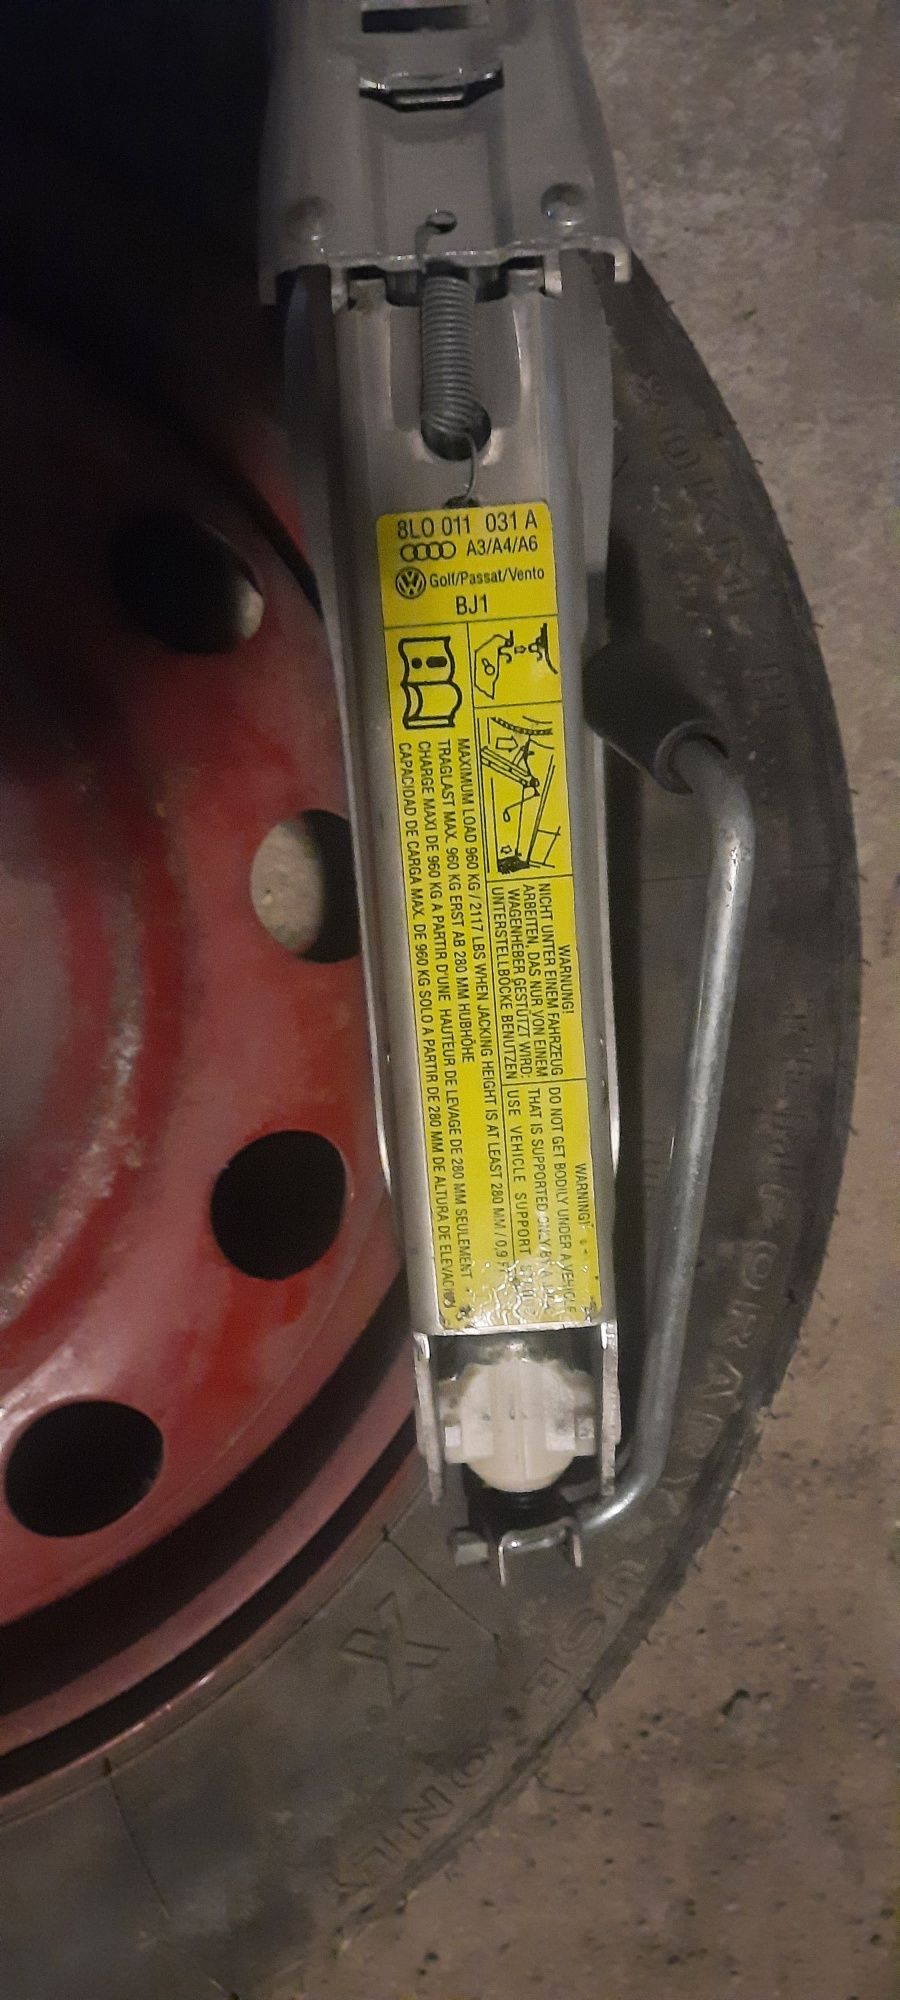 8L0 011 031 A
A3/A4/A6
Golf/Passat/Vento
BJ1
WARNUNG!
NICHT UNTER EINEM FAHRZEUG
ARBEITEN, DAS NUR VON EINEM
WAGENHEBER GESTÜTZT WIRD:
UNTERSTELLBÖCKE BENUTZEN
WARNING!
DO NOT GET BODILY UNDER A VEHICLE
THAT IS SUPPORTED ONLY BY A
USE VEHICLE SUPPORT
MAXIMUM LOAD 960 KG / 2117 LBS WHEN JACKING HEIGHT IS AT LEAST 280 MM / 0,9
TRAGLAST MAX. 960 KG ERST AB 280 MM HUBHÖHE
CHARGE MAXI DE 960 KG A PARTIR D'UNE HAUTEUR DE LEVAGE DE 280 MM SEULEMENT
CAPACIDAD DE CARGA MAX. DE 960 KG SOLO A PARTIR DE 280 MM DE ALTURA DE
TEMPORARY USE ONLY
X